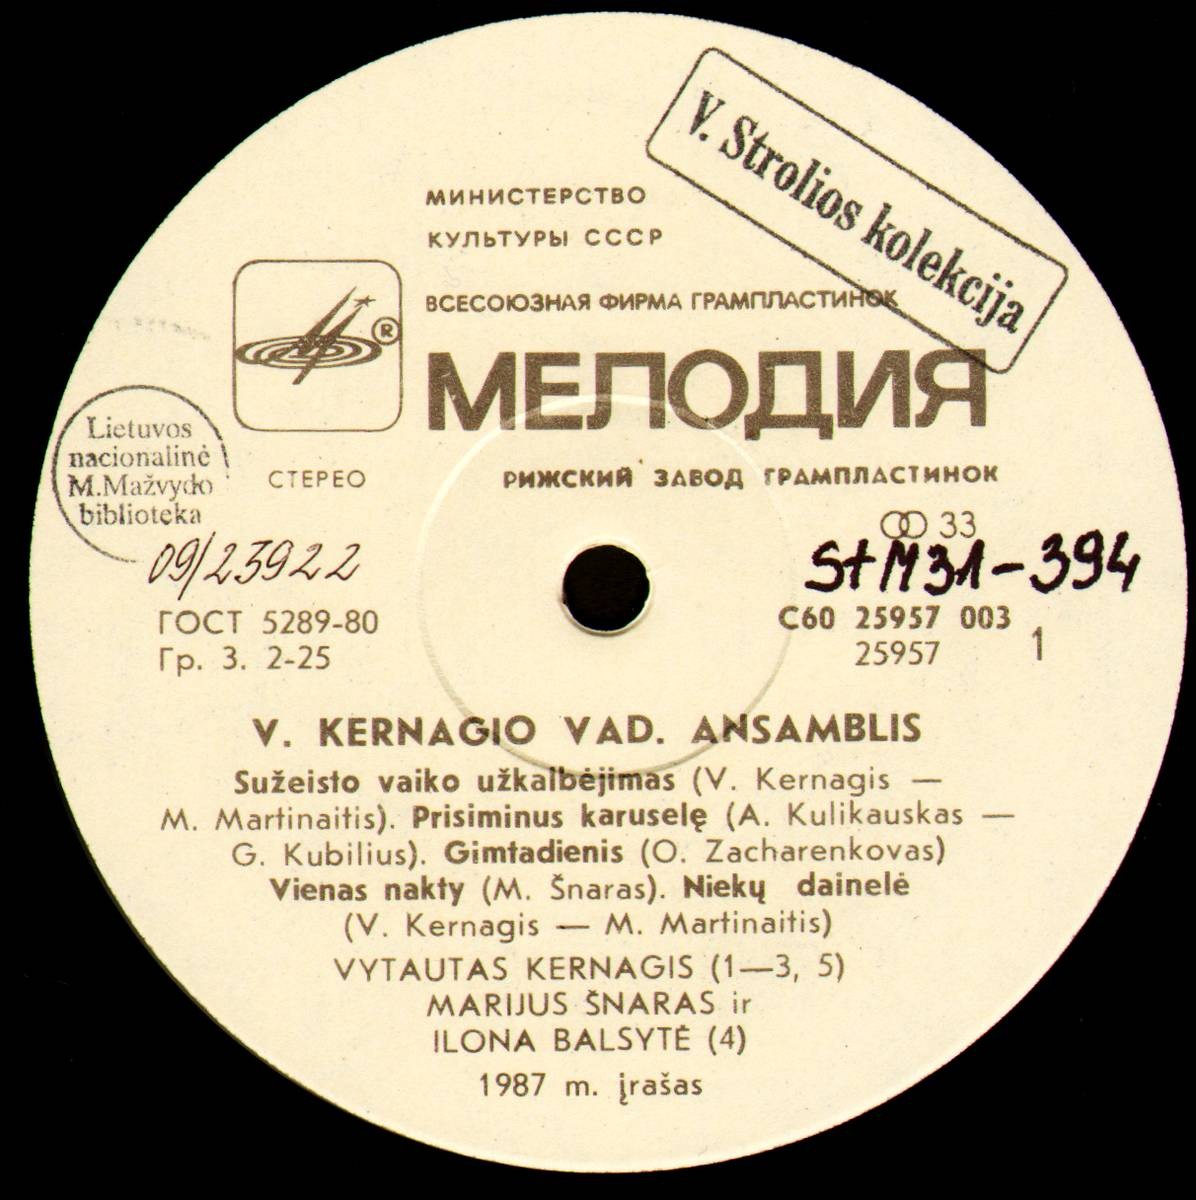 V. Strolios kolekcija
МИНИСТЕРСТВО
КУЛЬТУРЫ СССР
ВСЕСОЮЗНАЯ ФИРМА ГРАМПЛАСТИНОК
®
МЕЛОДИЯ
Lietuvos
nacionalinė
M.Mažvydo
biblioteka
СТЕРЕО
РИЖСКИЙ ЗАВОД ГРАМПЛАСТИНОК
33
09/23922
StM31-394
ГОСТ 5289-80
С60 25957 003
Гр. 3. 2-25
25957
1
V. KERNAGIO VAD. ANSAMBLIS
Sužeisto vaiko užkalbėjimas (V. Kernagis —
M. Martinaitis). Prisiminus karuselę (A. Kulikauskas —
G. Kubilius). Gimtadienis (O. Zacharenkovas)
Vienas nakty (M. Šnaras). Niekų dainelė
(V. Kernagis — M. Martinaitis)
VYTAUTAS KERNAGIS (1—3, 5)
MARIJUS ŠNARAS ir
ILONA BALSYTĖ (4)
1987 m. įrašas